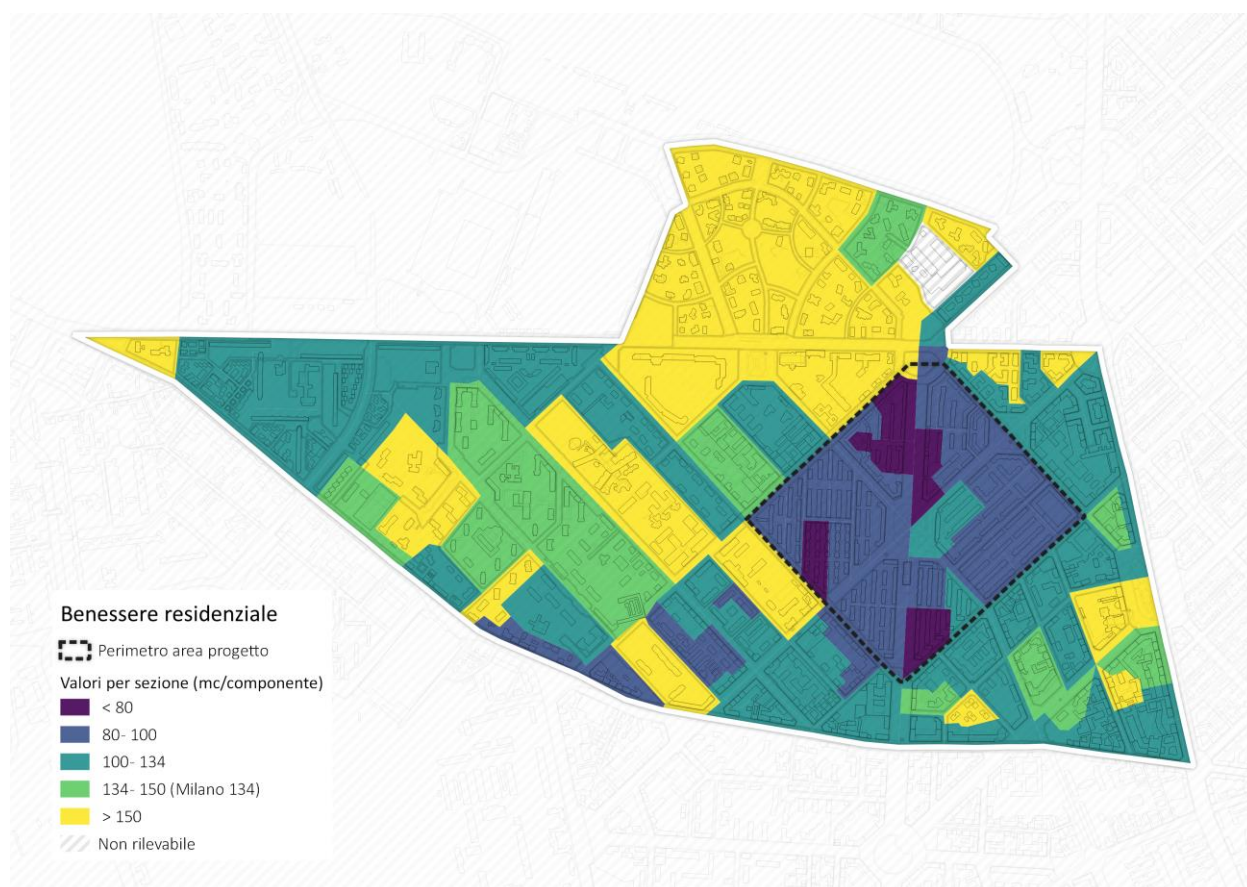 Benessere residenziale
Perimetro area progetto
Valori per sezione (mc/componente)
< 80
80- 100
100- 134
134- 150 (Milano 134)
> 150
Non rilevabile